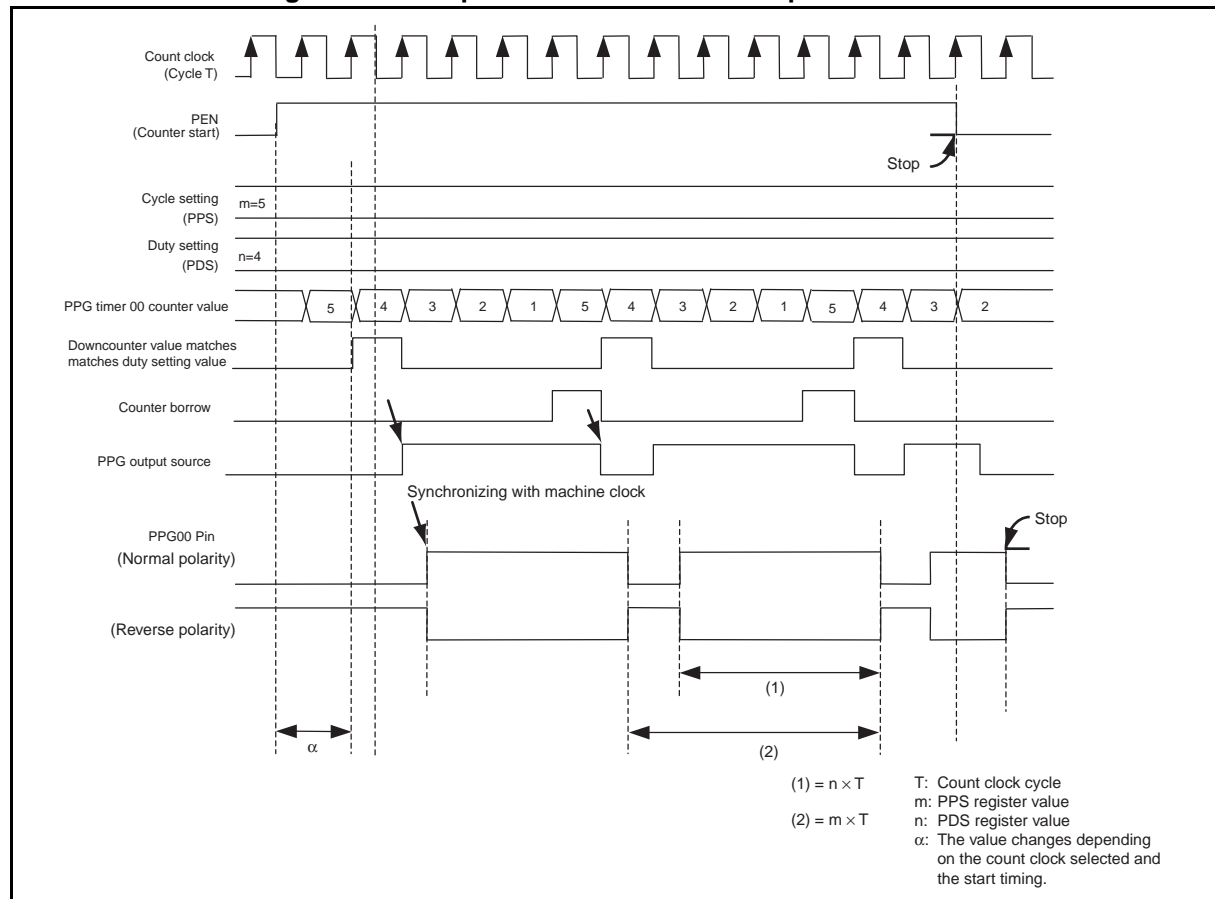 Count clock
(Cycle T)
PEN
(Counter start)
Stop
Cycle setting
(PPS)
m=5
Duty setting
(PDS)
n=4
PPG timer 00 counter value
5 4 3 2 1 5 4 3 2 1 5 4 3 2
Downcounter value matches
matches duty setting value
Counter borrow
PPG output source
Synchronizing with machine clock
PPG00 Pin
(Normal polarity)
Stop
(Reverse polarity)
(1)
α
(2)
(1) = n × T
(2) = m × T
T: Count clock cycle
m: PPS register value
n: PDS register value
α: The value changes depending
on the count clock selected and
the start timing.